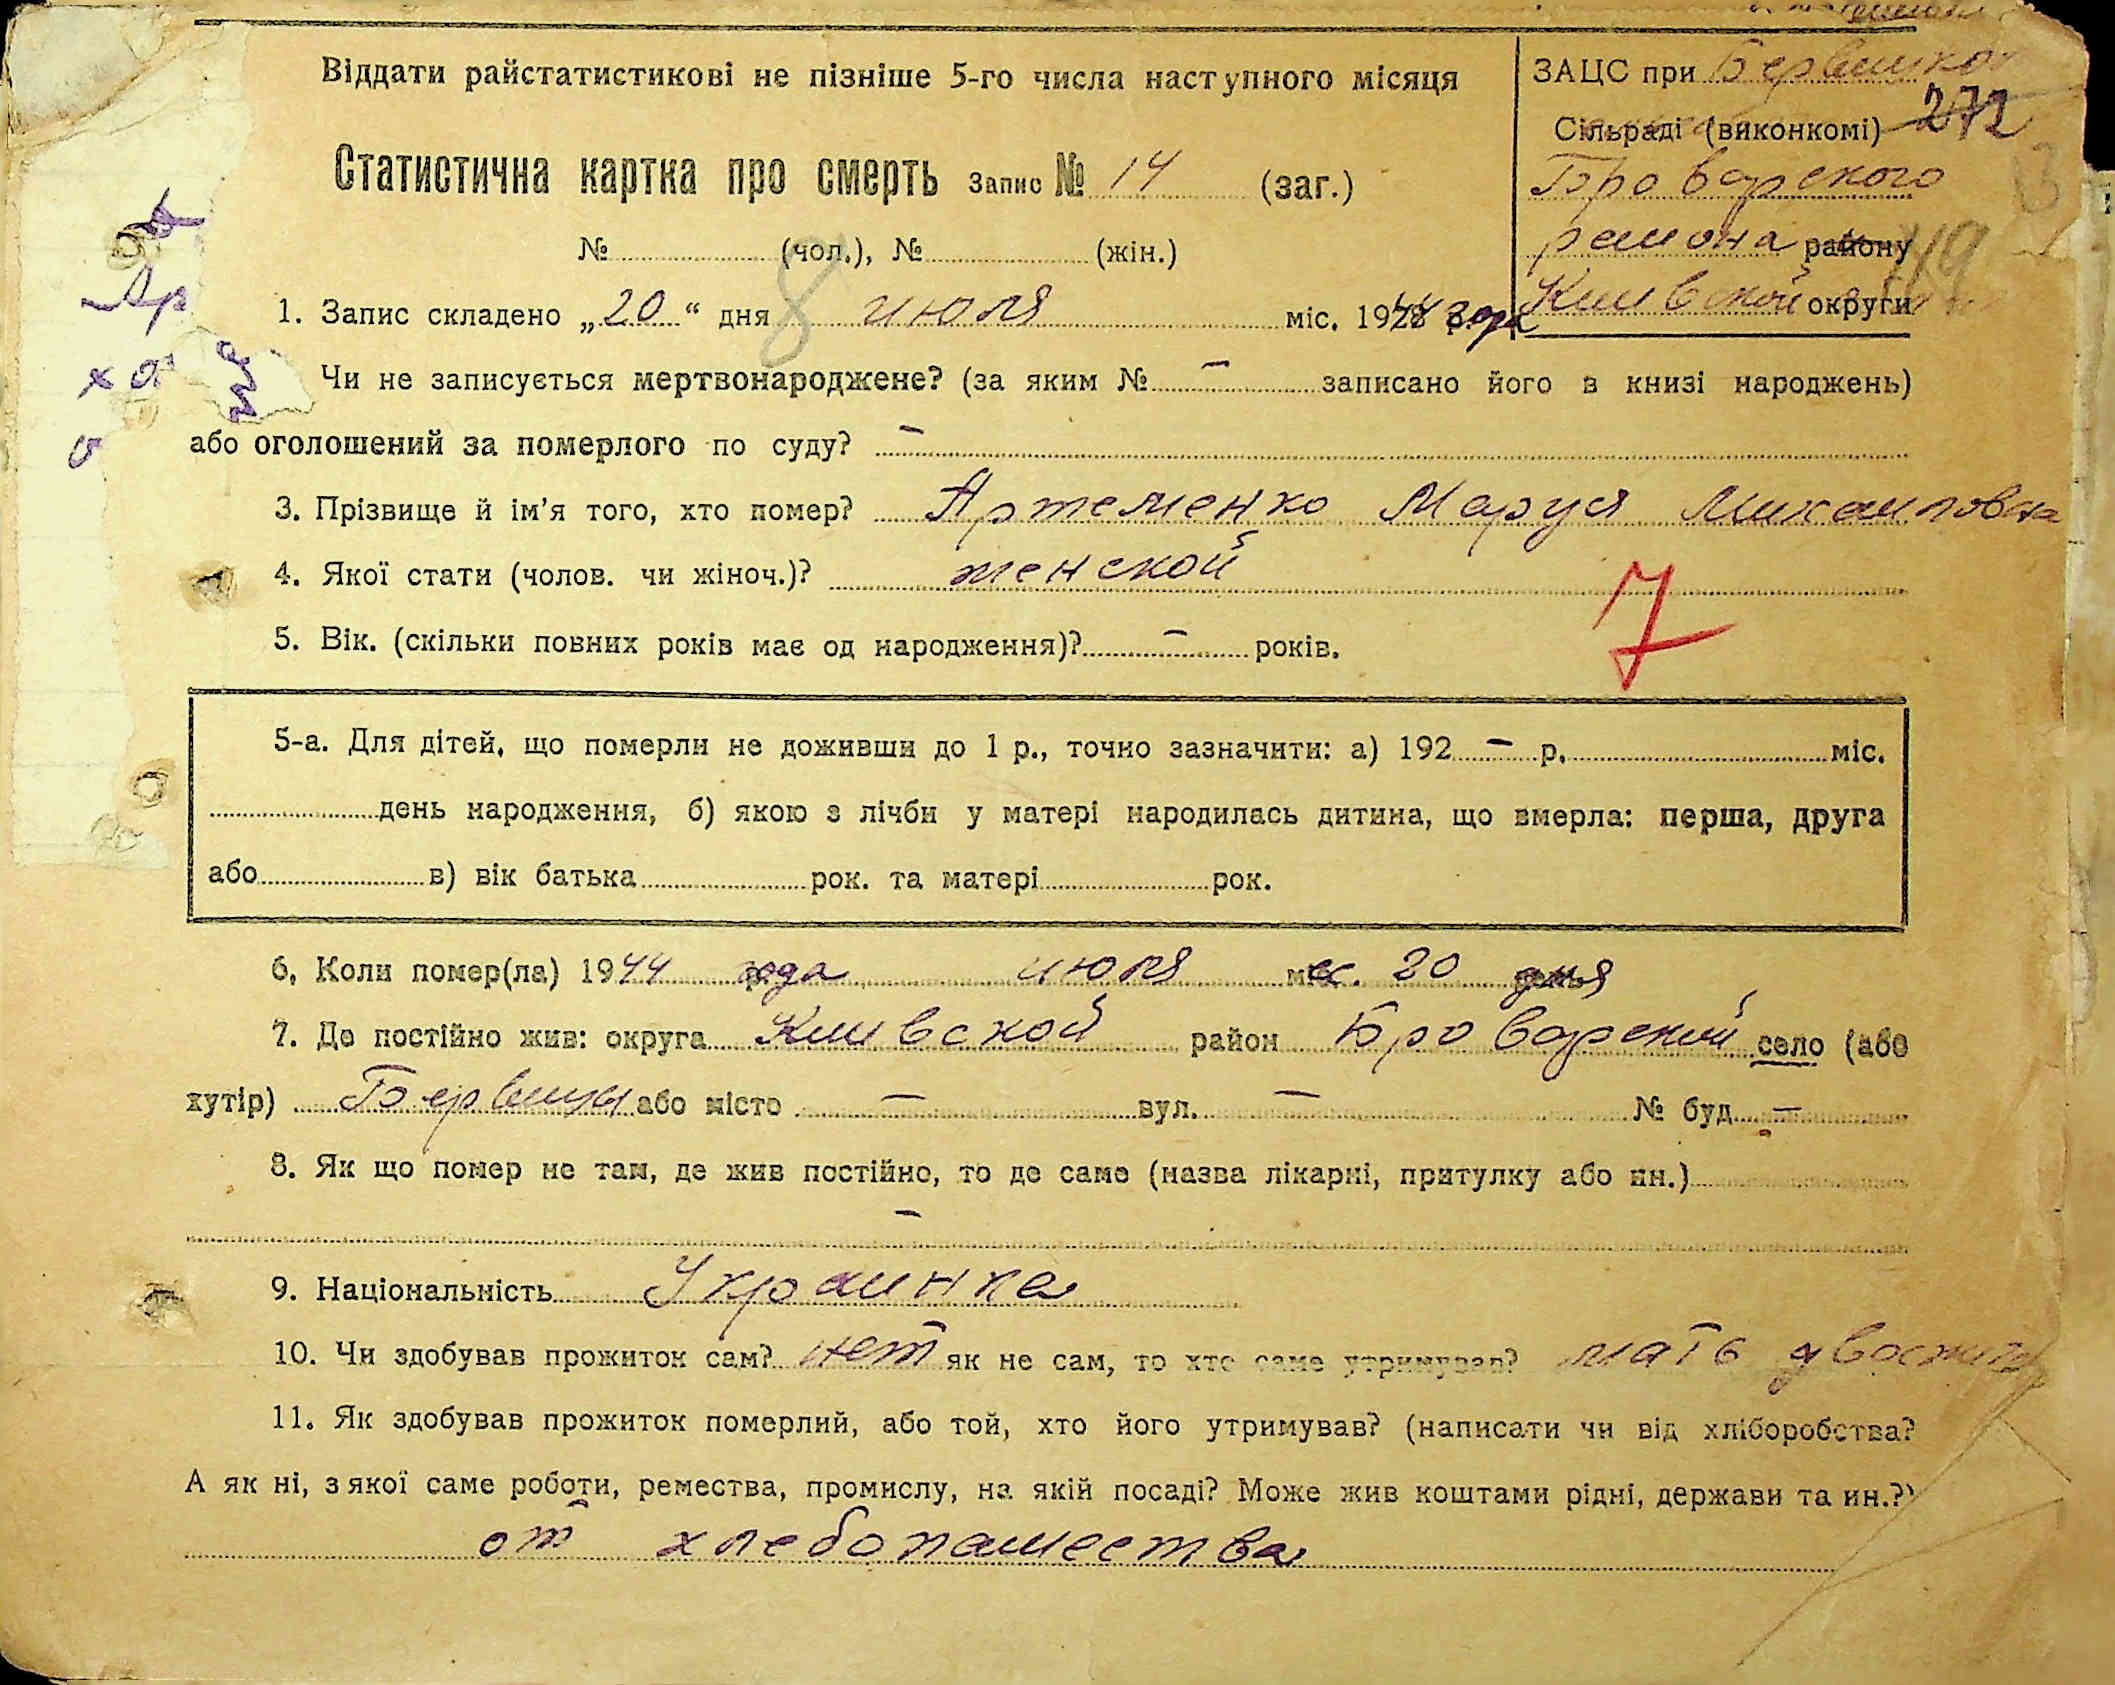 Віддати райстатистикові не пізніше 5-го числа наступного місяця
ЗАЦС при
Сільраді (виконкомі) 272
Броварского
района району
Киивской округи
Статистична картка про смерть Запис № 14 (заг.)
№ (чол.), № (жін.)
8
1. Запис складено „20“ дня июля міс. 1944 года
Чи не записується мертвонароджене? (за яким № – записано його в книзі народжень)
або оголошений за померлого по суду? –
3. Прізвище й ім'я того, хто помер? Артеменко Маруся Михаиловна
4. Якої стати (чолов. чи жіноч.)? женской
7
5. Вік. (скільки повних років має од народження)? – років.
5-а. Для дітей, що померли не доживши до 1 р., точно зазначити: а) 192 – р. міс.
день народження, б) якою з лічби у матері народилась дитина, що вмерла: перша, друга
або в) вік батька рок. та матері рок.
6. Коли помер(ла) 1944 года июля мес. 20 дня
7. Де постійно жив: округа Киивской район Броварский село (або
хутір) Бервицы або місто – вул. – № буд. –
8. Як що помер не там, де жив постійно, то де саме (назва лікарні, притулку або ин.)
–
9. Національність Украинка
10. Чи здобував прожиток сам? нет як не сам, то хто саме утримував? мать
11. Як здобував прожиток померлий, або той, хто його утримував? (написати чи від хліборобства?
А як ні, з якої саме роботи, ремества, промислу, на якій посаді? Може жив коштами рідні, держави та ин.?)
от хлебопашества